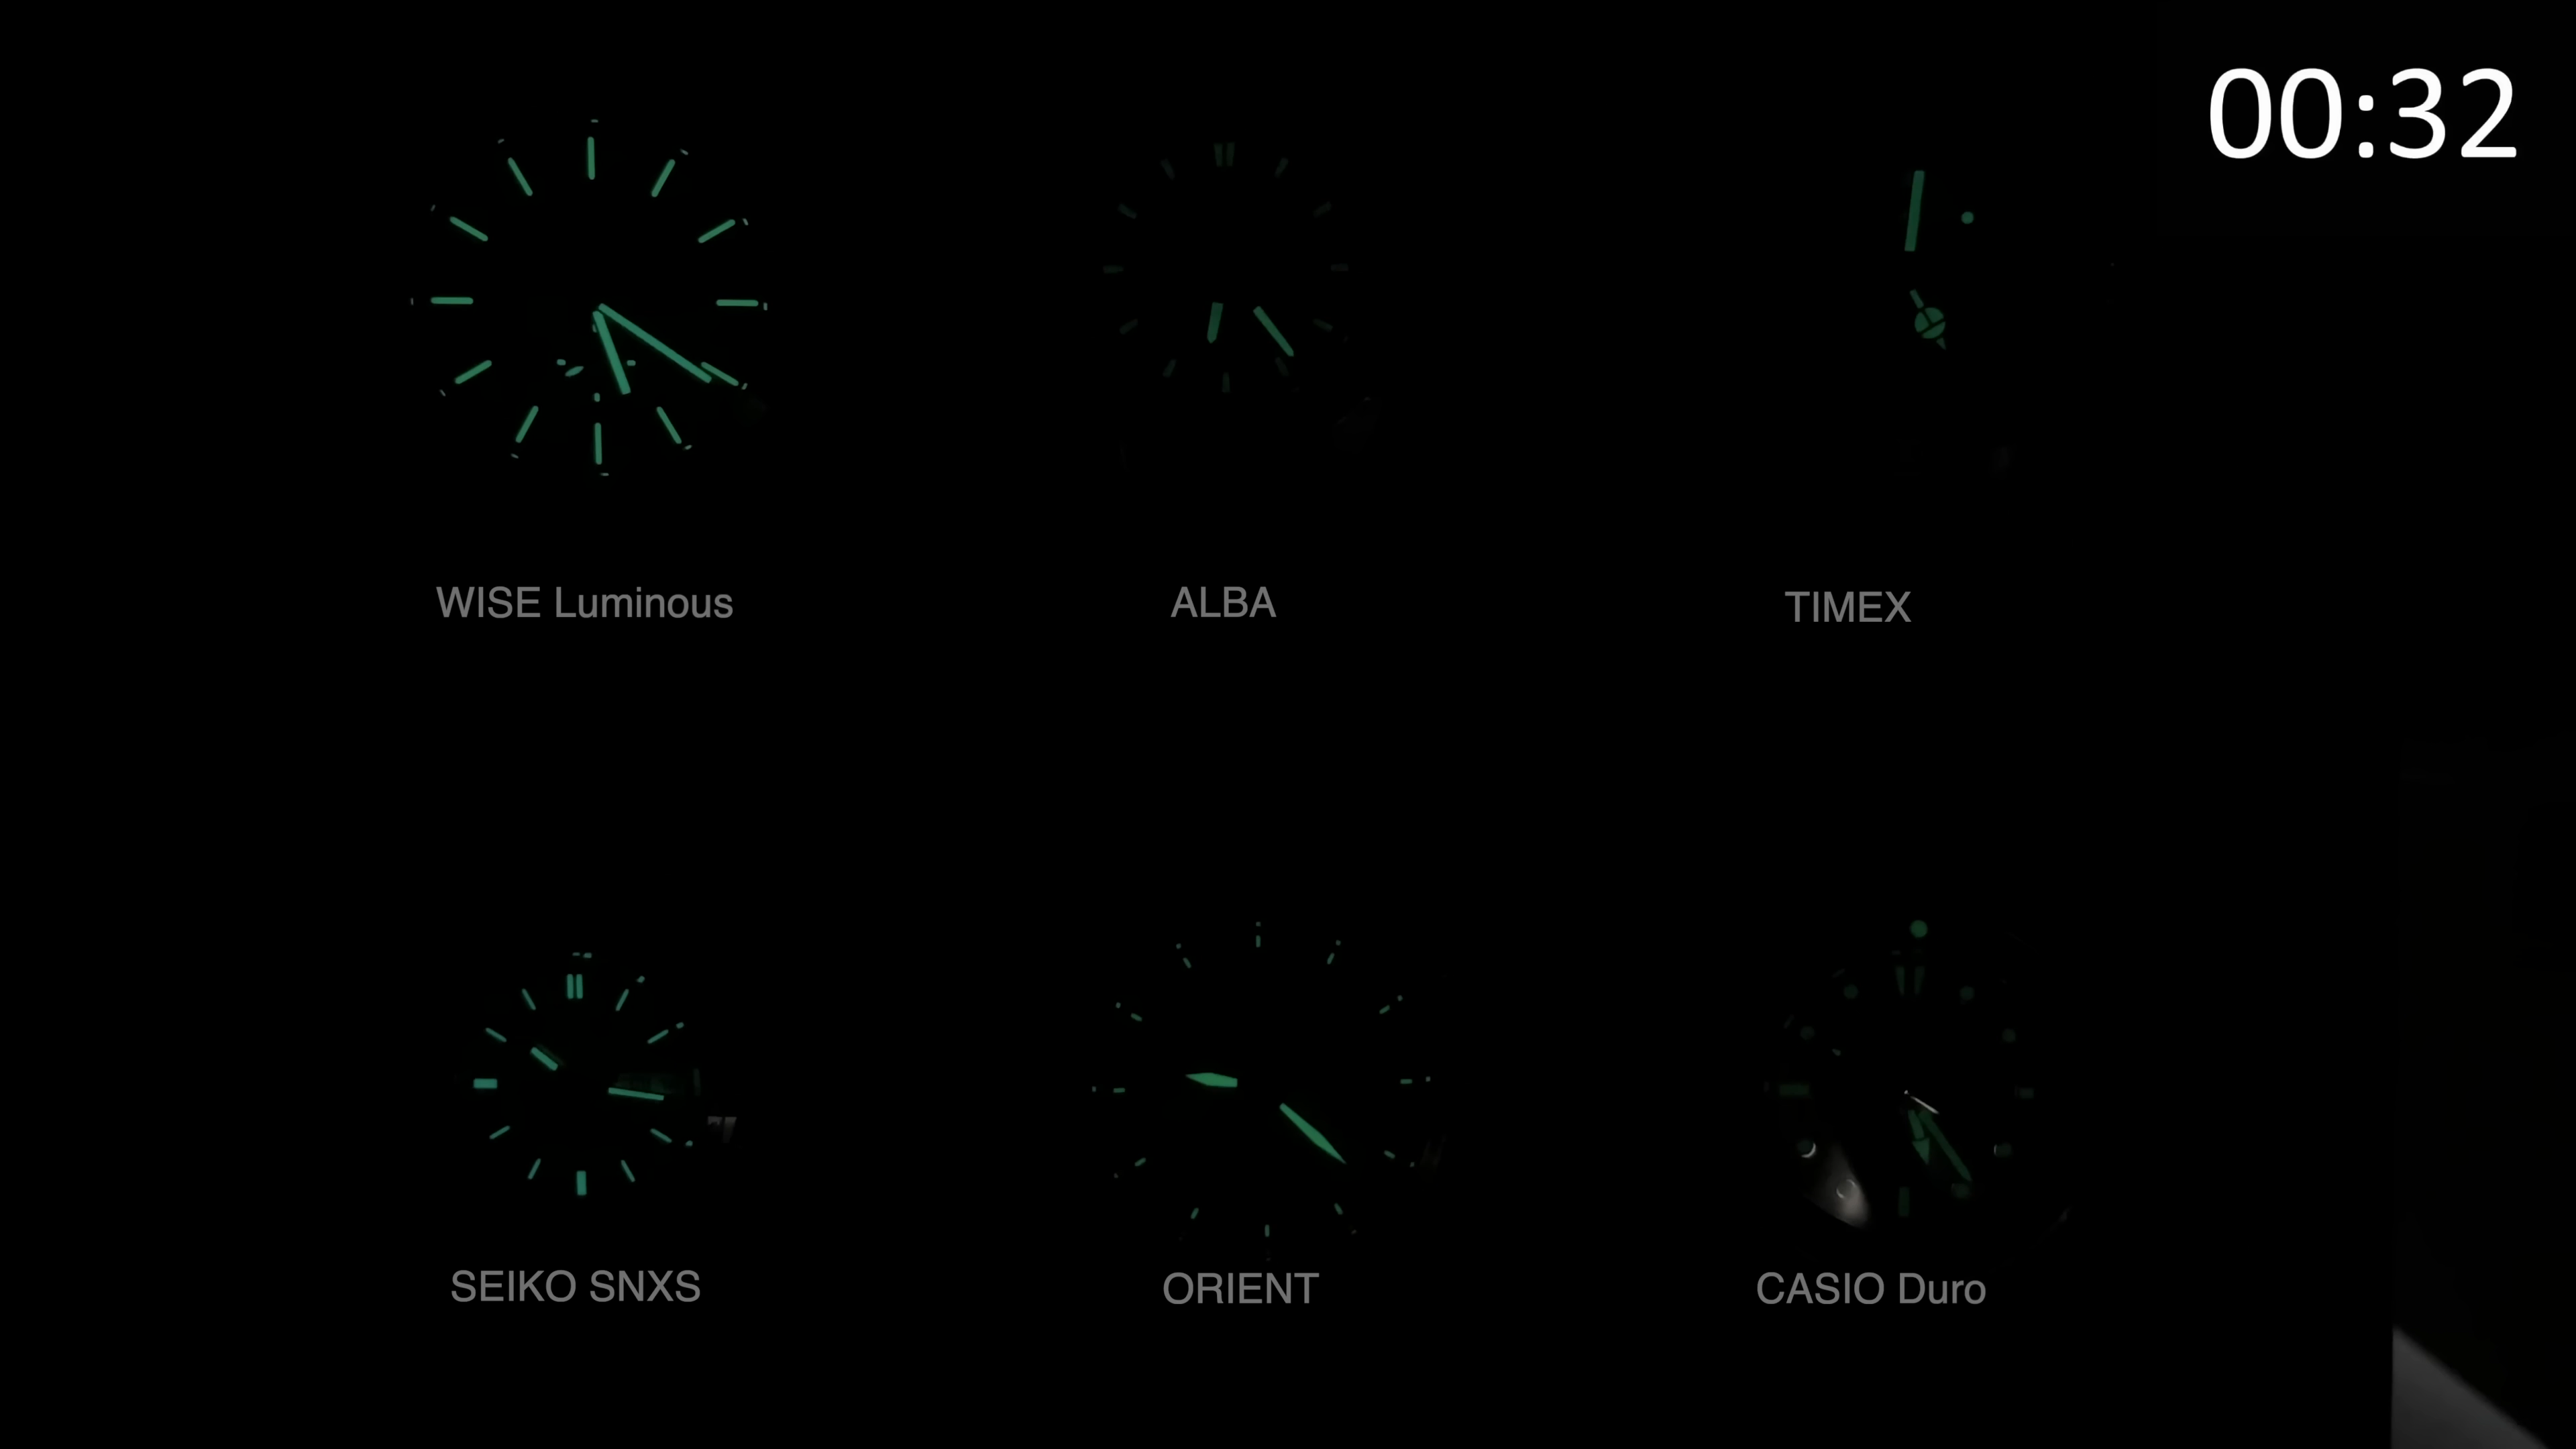 00:32
WISE Luminous
ALBA
TIMEX
SEIKO SNXS
ORIENT
CASIO Duro